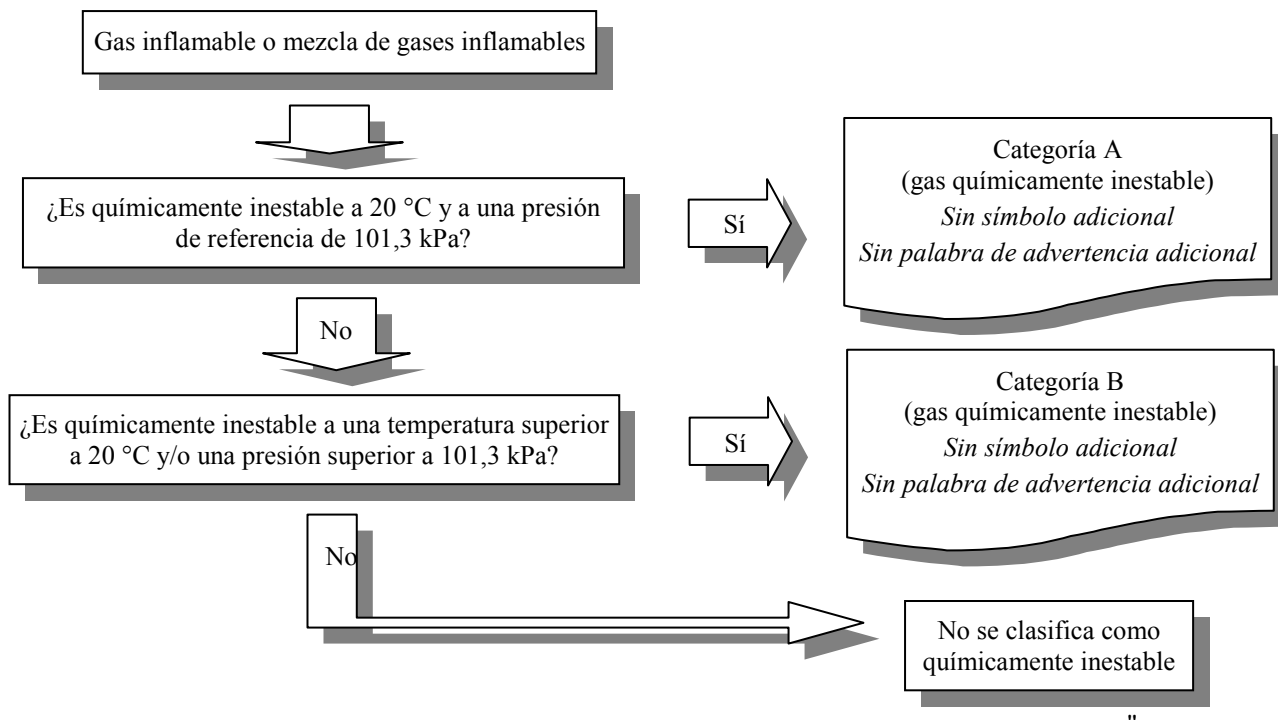 Gas inflamable o mezcla de gases inflamables
¿Es químicamente inestable a 20 °C y a una presión
de referencia de 101,3 kPa?
Sí
Categoría A
(gas químicamente inestable)
Sin símbolo adicional
Sin palabra de advertencia adicional
No
¿Es químicamente inestable a una temperatura superior
a 20 °C y/o una presión superior a 101,3 kPa?
Sí
Categoría B
(gas químicamente inestable)
Sin símbolo adicional
Sin palabra de advertencia adicional
No
No se clasifica como
químicamente inestable
"